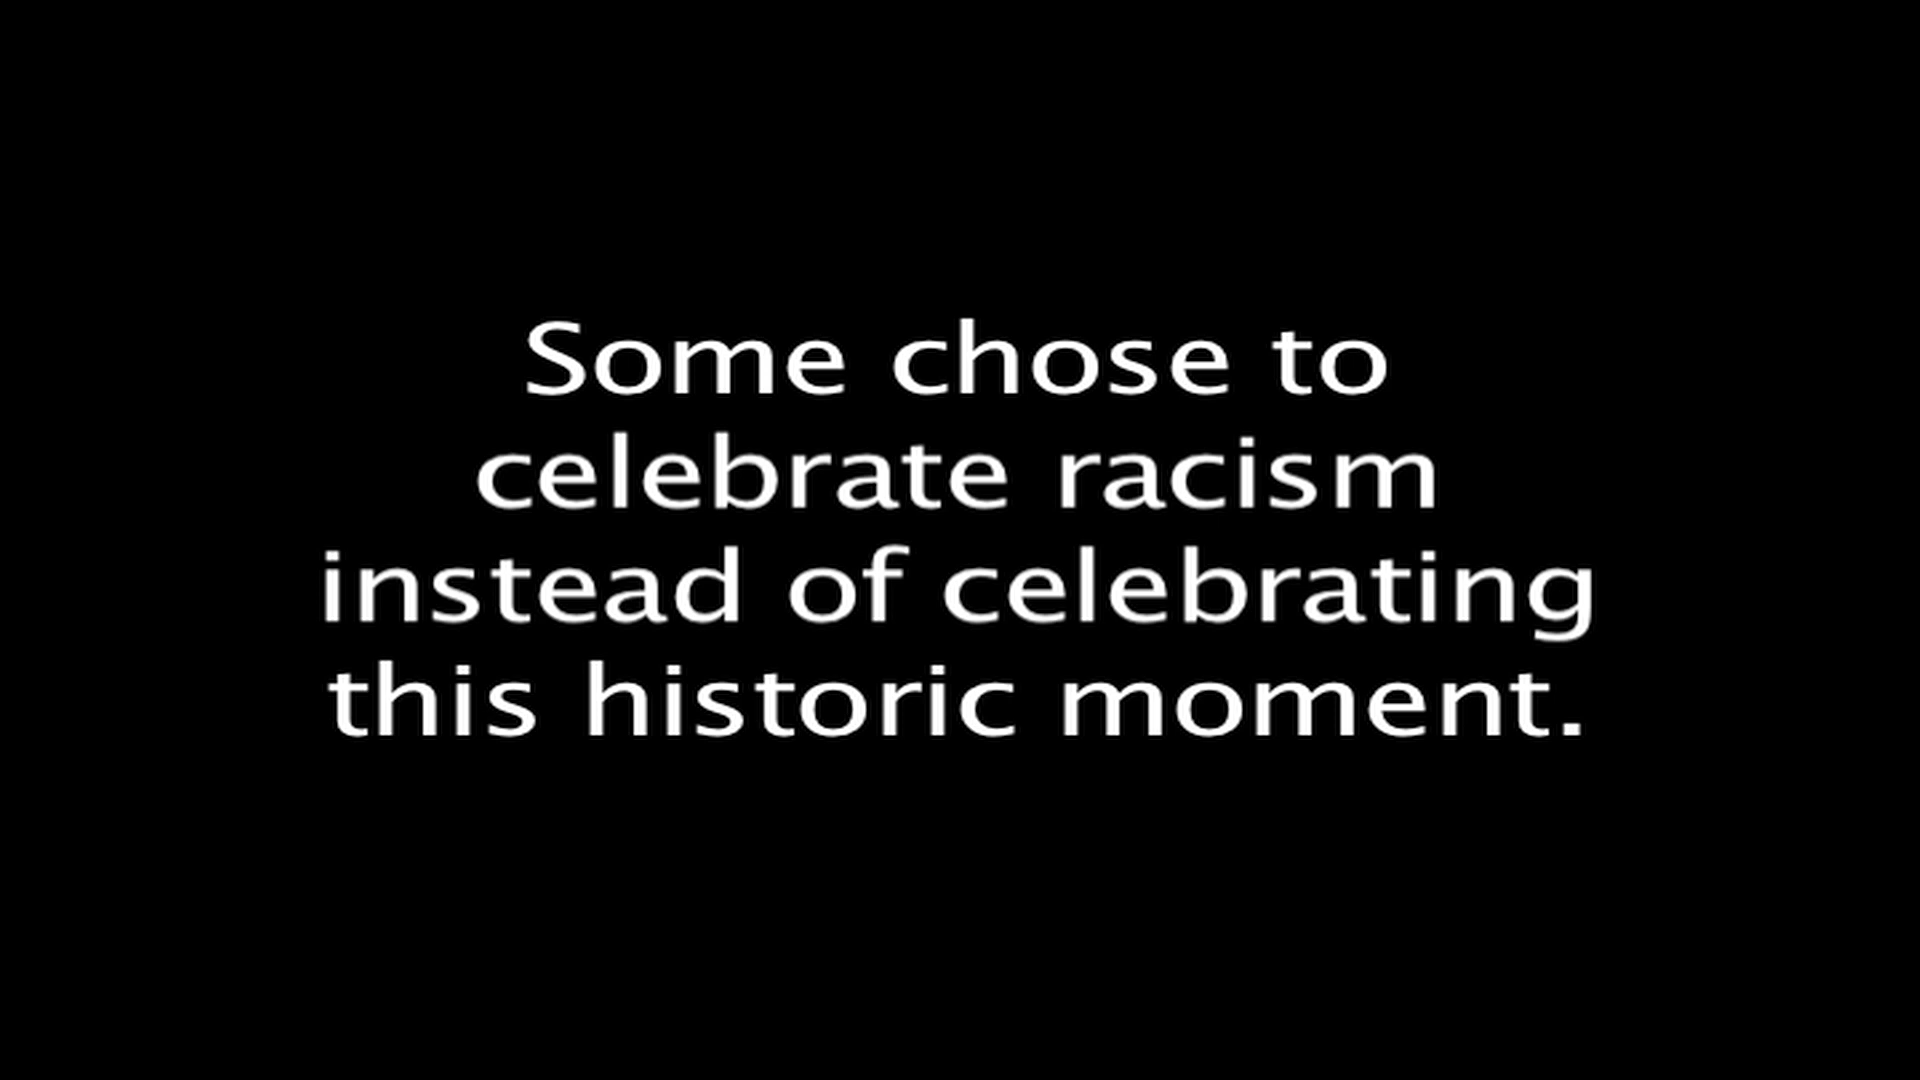 Some chose to
celebrate racism
instead of celebrating
this historic moment.